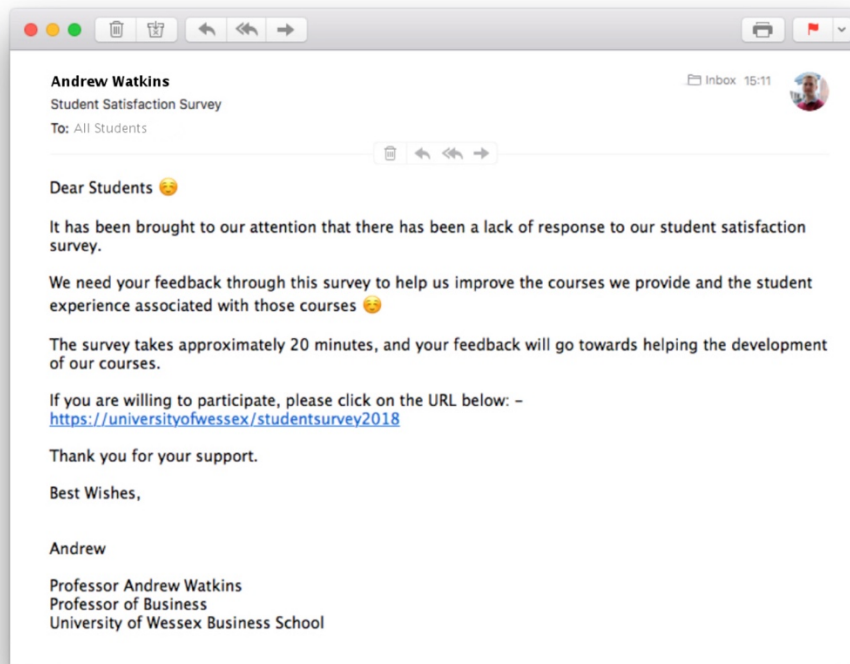 Andrew Watkins
Inbox 15:11
Student Satisfaction Survey
To: All Students
Dear Students ☺️
It has been brought to our attention that there has been a lack of response to our student satisfaction
survey.
We need your feedback through this survey to help us improve the courses we provide and the student
experience associated with those courses ☺️
The survey takes approximately 20 minutes, and your feedback will go towards helping the development
of our courses.
If you are willing to participate, please click on the URL below: –
https://universityofwessex/studentsurvey2018
Thank you for your support.
Best Wishes,
Andrew
Professor Andrew Watkins
Professor of Business
University of Wessex Business School